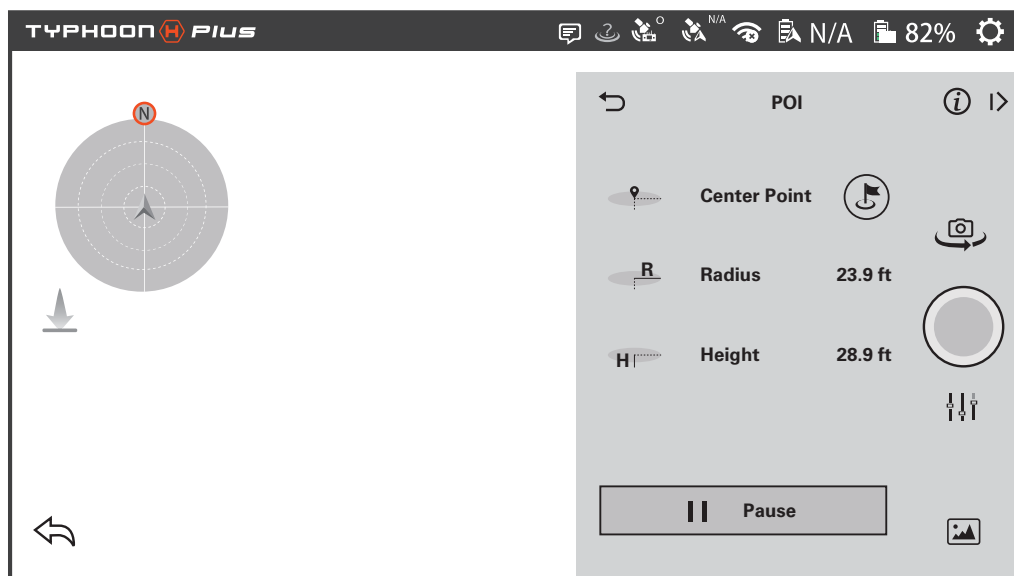 TYPHOON H Plus
? O N/A N/A 82%
N
POI i
Center Point
R Radius 23.9 ft
H Height 28.9 ft
Pause